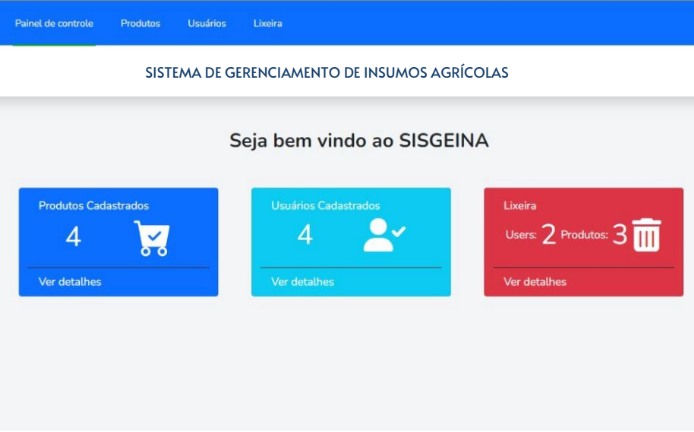 Painel de controle Produtos Usuários Lixeira
SISTEMA DE GERENCIAMENTO DE INSUMOS AGRÍCOLAS
Seja bem vindo ao SISGEINA
Produtos Cadastrados
4
Ver detalhes
Usuários Cadastrados
4
Ver detalhes
Lixeira
Users: 2 Produtos: 3
Ver detalhes